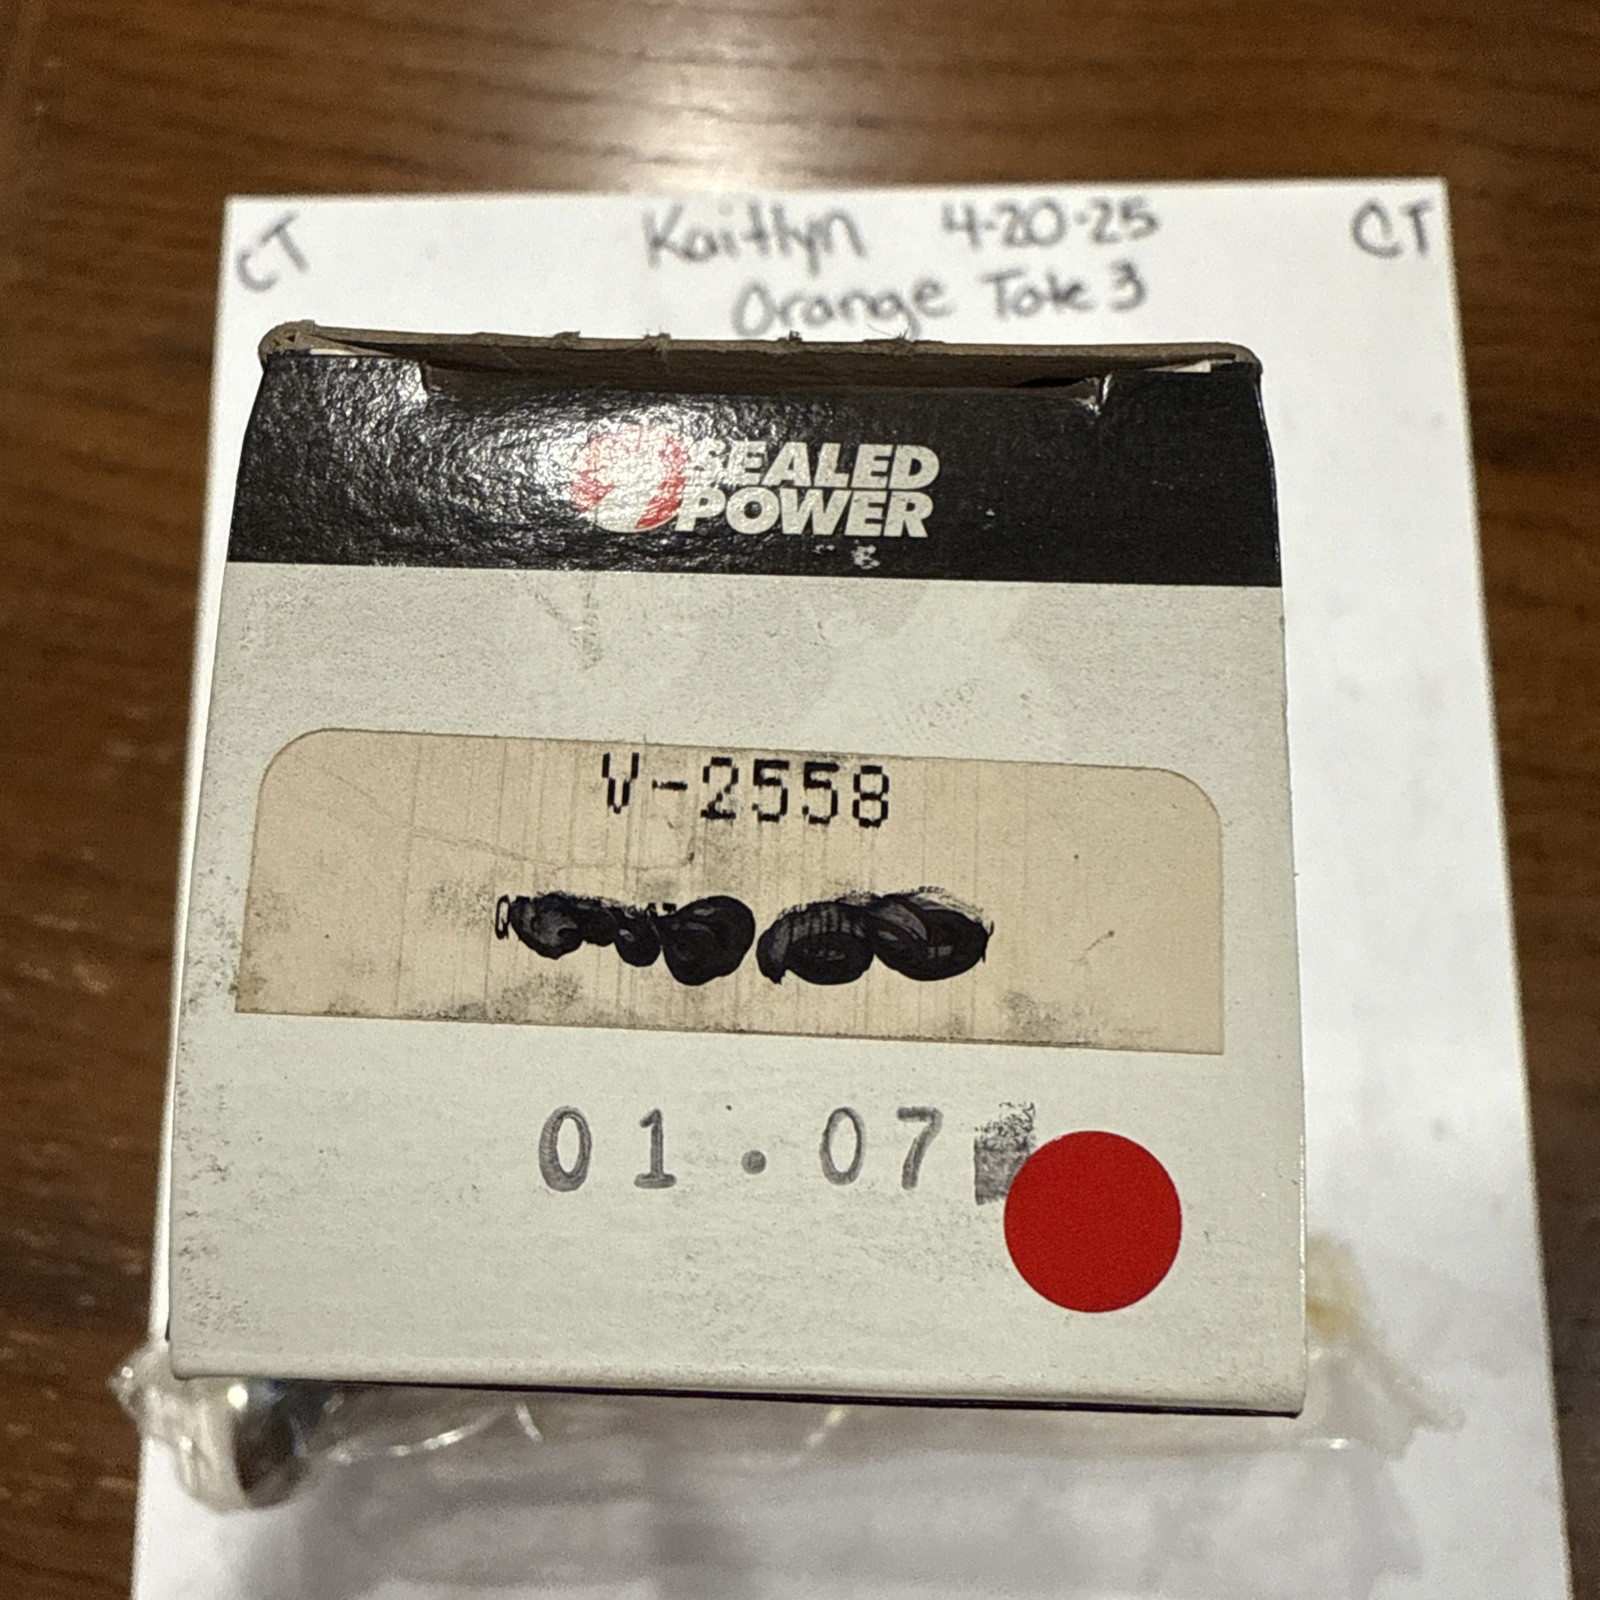 CT Kaitlyn 4-20-25 CT
Orange Tote 3
SEALED
POWER
V-2558
01.07